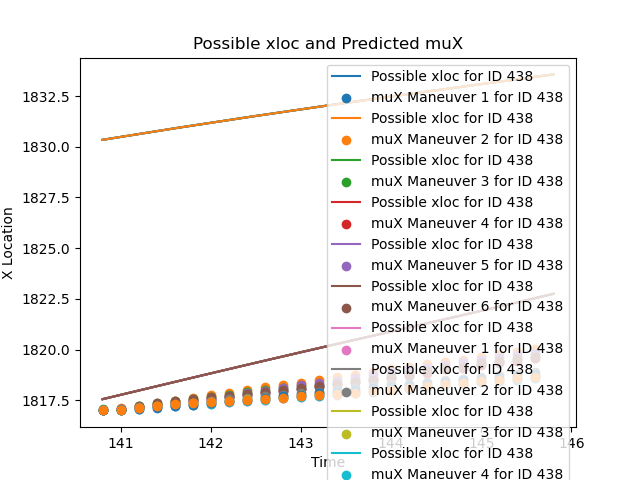 Possible xloc and Predicted muX
X Location
1832.5
1830.0
1827.5
1825.0
1822.5
1820.0
1817.5
Possible xloc for ID 438
muX Maneuver 1 for ID 438
Possible xloc for ID 438
muX Maneuver 2 for ID 438
Possible xloc for ID 438
muX Maneuver 3 for ID 438
Possible xloc for ID 438
muX Maneuver 4 for ID 438
Possible xloc for ID 438
muX Maneuver 5 for ID 438
Possible xloc for ID 438
muX Maneuver 6 for ID 438
Possible xloc for ID 438
muX Maneuver 1 for ID 438
Possible xloc for ID 438
muX Maneuver 2 for ID 438
Possible xloc for ID 438
muX Maneuver 3 for ID 438
Possible xloc for ID 438
muX Maneuver 4 for ID 438
141 142 143 144 145 146
Time